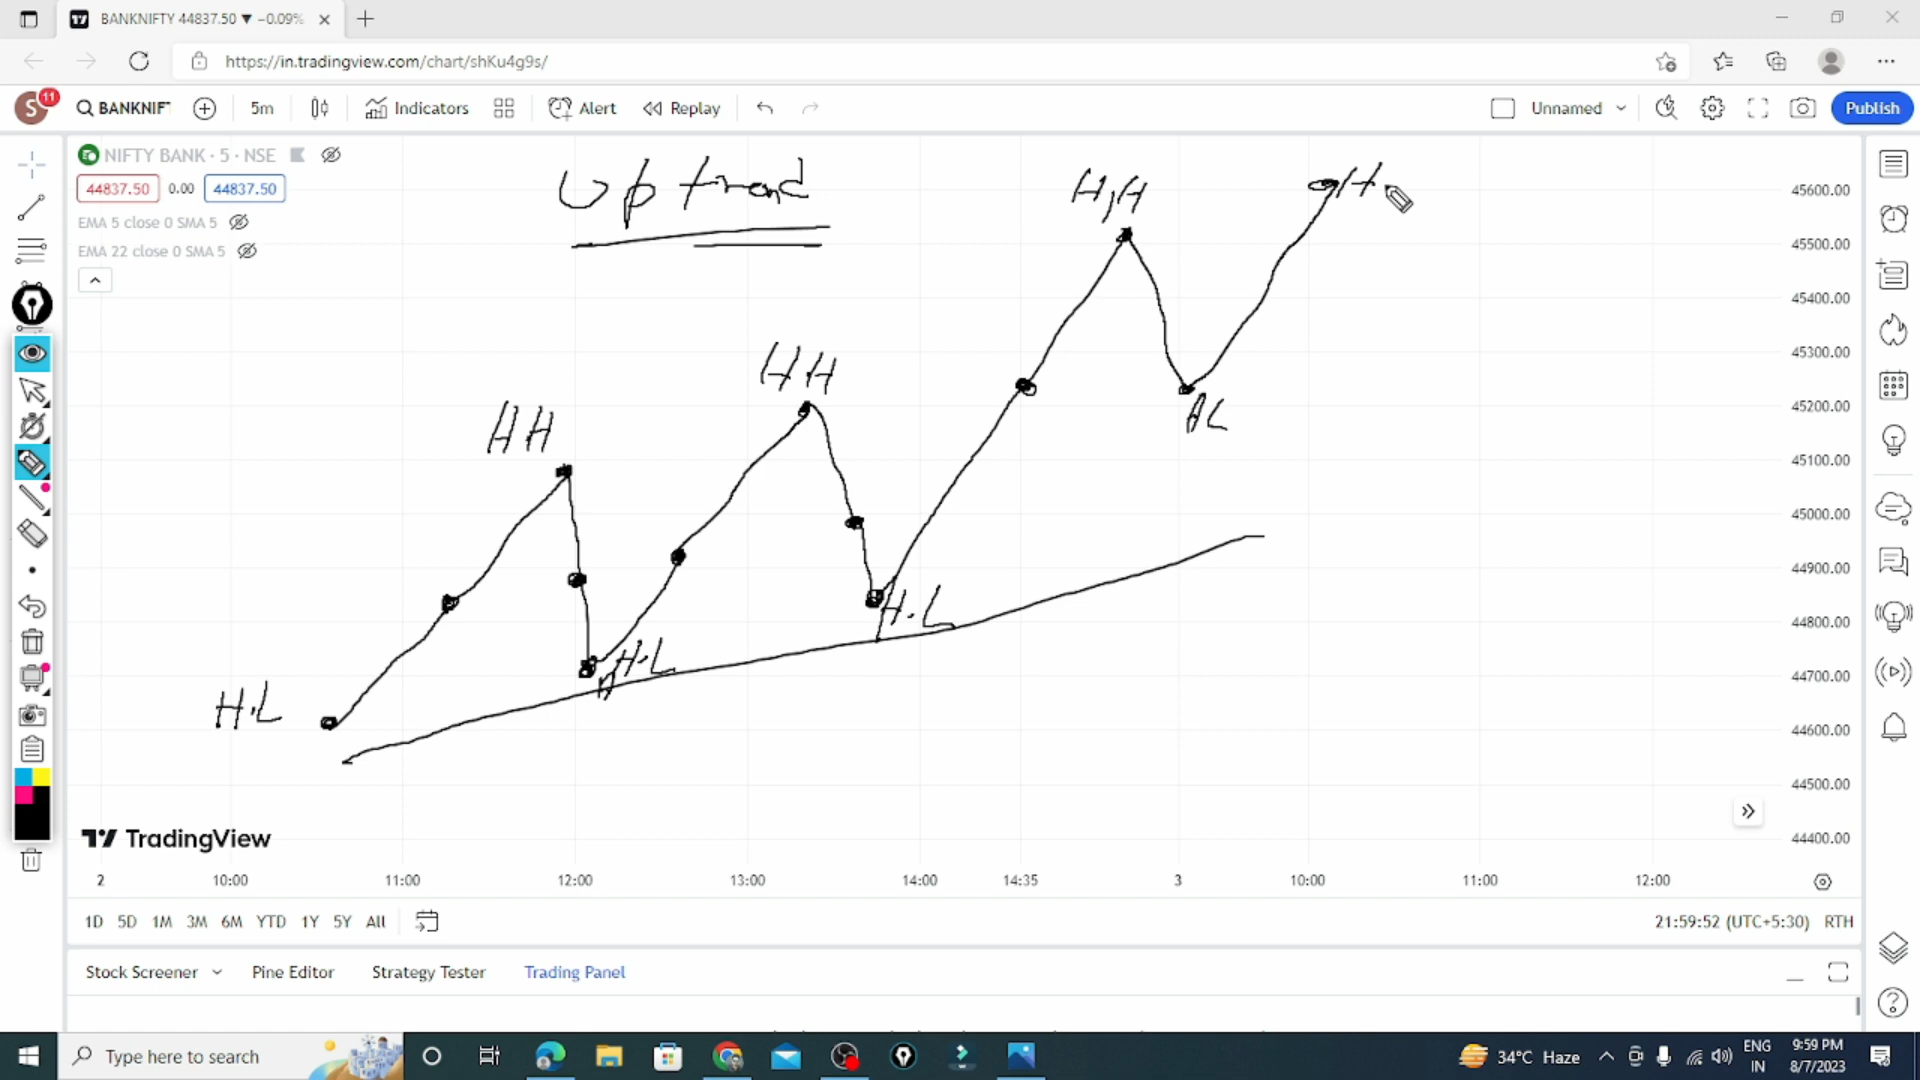 BANKNIFTY 44837.50 ▼ −0.09%
https://in.tradingview.com/chart/shKu4g9s/
S 11 BANKNIF 5m Indicators Alert Replay Unnamed Publish
NIFTY BANK · 5 · NSE
44837.50 0.00 44837.50
EMA 5 close 0 SMA 5
EMA 22 close 0 SMA 5
Up trend
H,H
H
HH
HH
HL
H.L
H.L
H.L
45600.00
45500.00
45400.00
45300.00
45200.00
45100.00
45000.00
44900.00
44800.00
44700.00
44600.00
44500.00
44400.00
TradingView
2 10:00 11:00 12:00 13:00 14:00 14:35 3 10:00 11:00 12:00
1D 5D 1M 3M 6M YTD 1Y 5Y All 21:59:52 (UTC+5:30) RTH
Stock Screener Pine Editor Strategy Tester Trading Panel
Type here to search 34°C Haze ENG IN 9:59 PM 8/7/2023